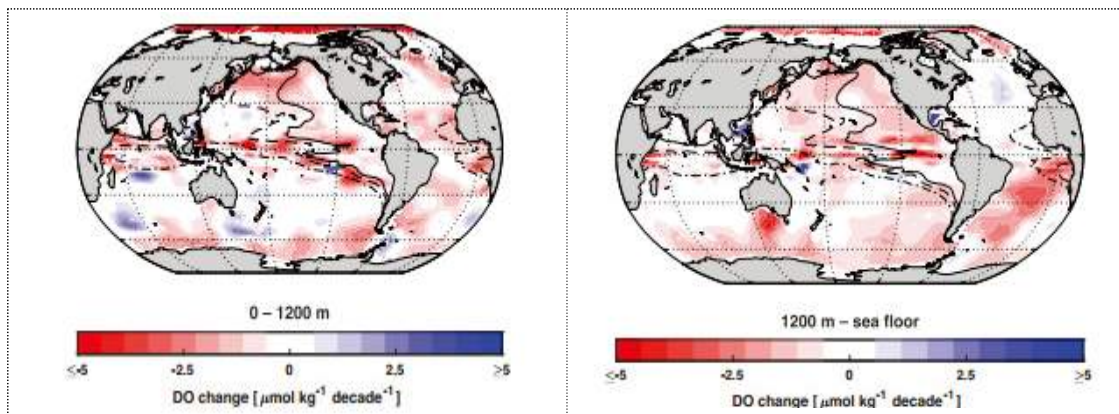 0 – 1200 m
≤-5 -2.5 0 2.5 ≥5
DO change [ μmol kg⁻¹ decade⁻¹ ]
1200 m – sea floor
≤-5 -2.5 0 2.5 ≥5
DO change [ μmol kg⁻¹ decade⁻¹ ]